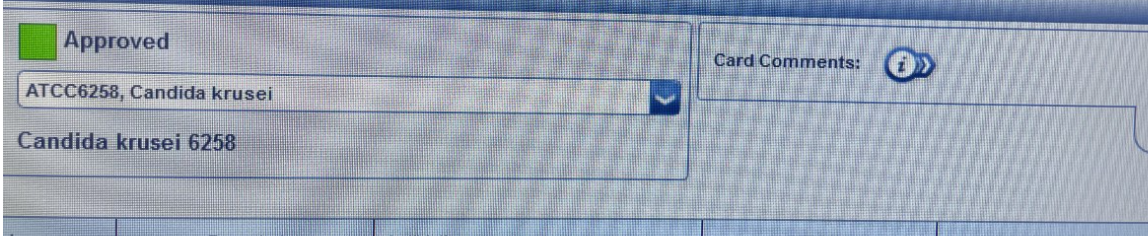 Approved
Card Comments:
ATCC6258, Candida krusei
Candida krusei 6258